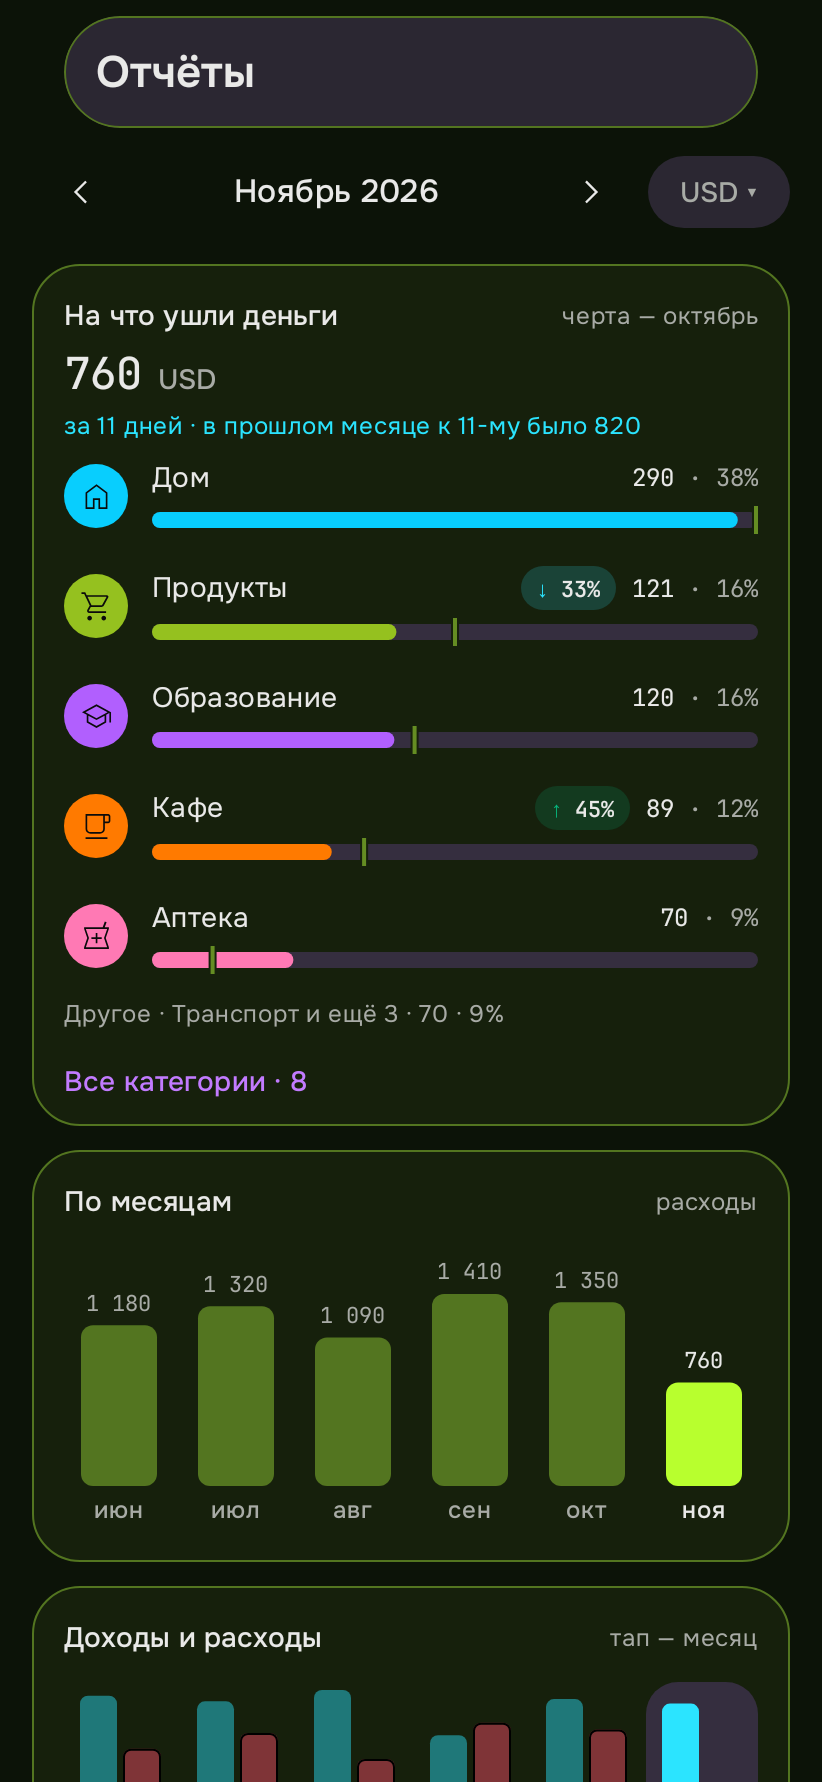 Отчёты
Ноябрь 2026
USD ▾
На что ушли деньги
черта — октябрь
760 USD
за 11 дней · в прошлом месяце к 11-му было 820
Дом 290 · 38%
Продукты ↓ 33% 121 · 16%
Образование 120 · 16%
Кафе ↑ 45% 89 · 12%
Аптека 70 · 9%
Другое · Транспорт и ещё 3 · 70 · 9%
Все категории · 8
По месяцам
расходы
1 180 1 320 1 090 1 410 1 350 760
июн июл авг сен окт ноя
Доходы и расходы
тап — месяц